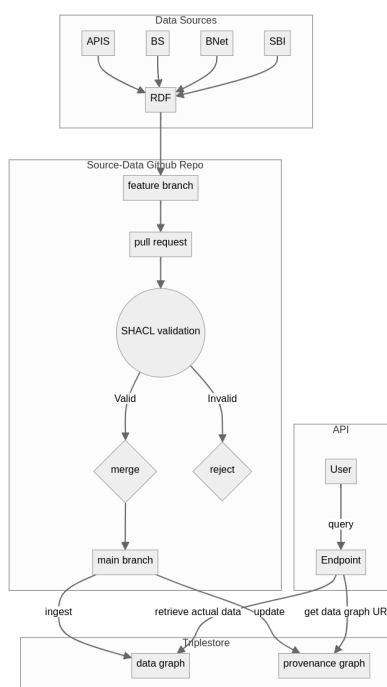 Data Sources
APIS
BS
BNet
SBI
RDF
Source-Data Github Repo
feature branch
pull request
SHACL validation
Valid
Invalid
merge
reject
API
User
query
main branch
Endpoint
ingest
retrieve actual data
update
get data graph UR
Triplestore
data graph
provenance graph